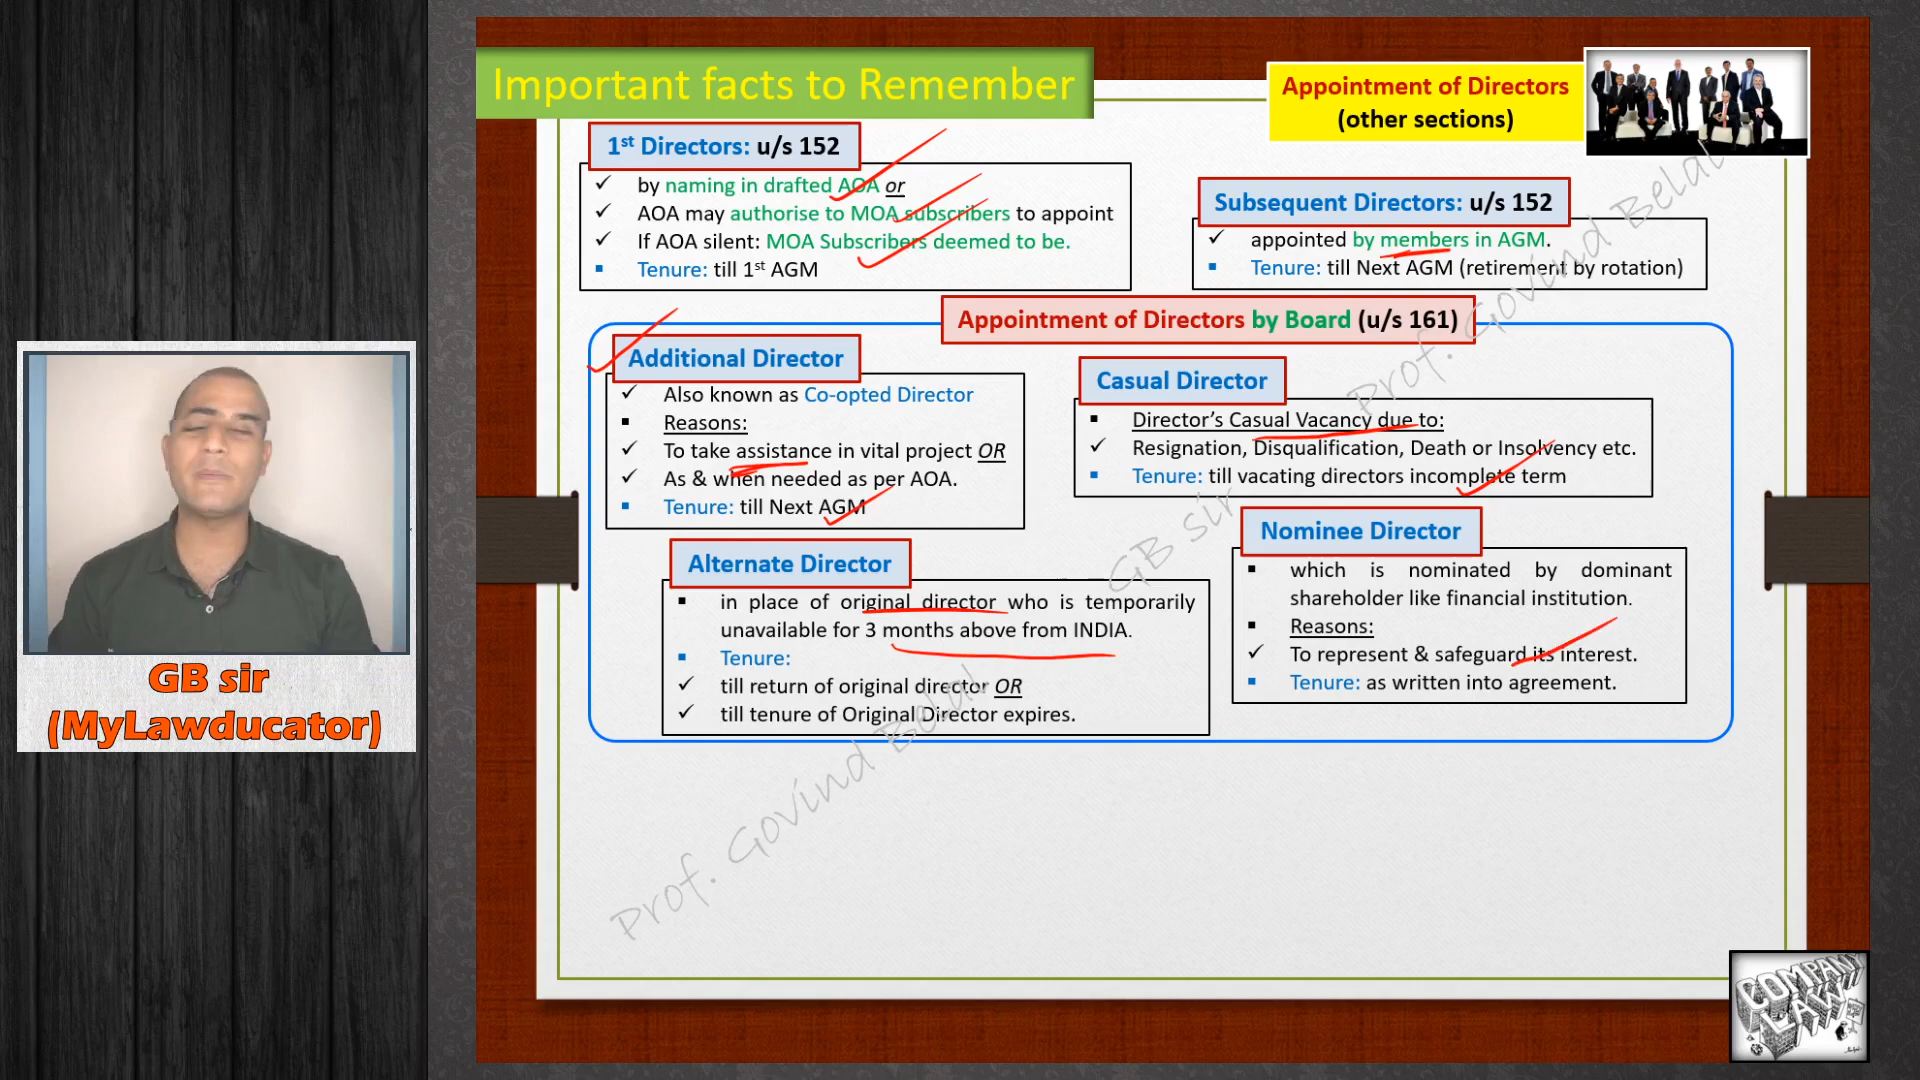 Important facts to Remember
Appointment of Directors
(other sections)
1st Directors: u/s 152
✓ by naming in drafted AOA or
✓ AOA may authorise to MOA subscribers to appoint
✓ If AOA silent: MOA Subscribers deemed to be.
▪ Tenure: till 1st AGM
Subsequent Directors: u/s 152
✓ appointed by members in AGM.
▪ Tenure: till Next AGM (retirement by rotation)
Appointment of Directors by Board (u/s 161)
Additional Director
✓ Also known as Co-opted Director
▪ Reasons:
✓ To take assistance in vital project OR
✓ As & when needed as per AOA.
▪ Tenure: till Next AGM
Casual Director
▪ Director's Casual Vacancy due to:
✓ Resignation, Disqualification, Death or Insolvency etc.
▪ Tenure: till vacating directors incomplete term
Alternate Director
▪ in place of original director who is temporarily
unavailable for 3 months above from INDIA.
▪ Tenure:
✓ till return of original director OR
✓ till tenure of Original Director expires.
Nominee Director
▪ which is nominated by dominant
shareholder like financial institution.
▪ Reasons:
✓ To represent & safeguard its interest.
▪ Tenure: as written into agreement.
GB sir
(MyLawducator)
Prof. Govind Belal
GB sir
Prof. Govind Belal
COMPANY
LAW